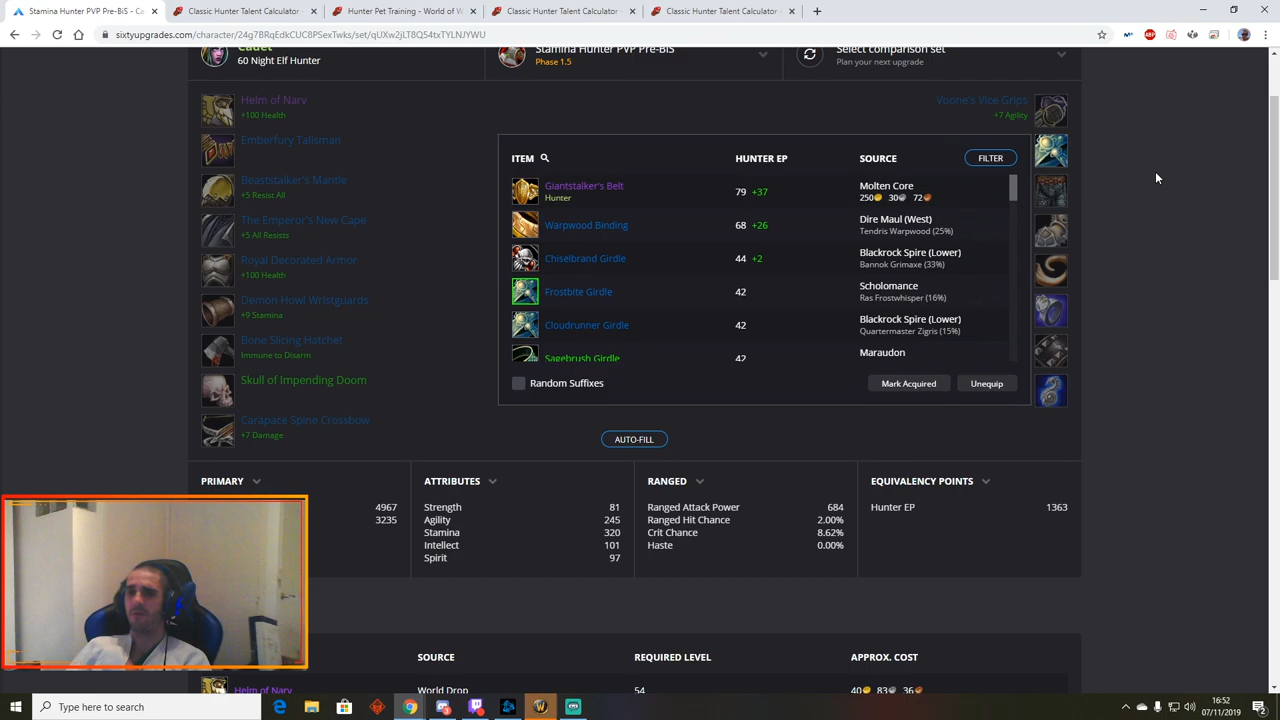 Stamina Hunter PVP Pre-BiS - Ca
Classic Hunter Talent Calculator -
Hunter Pet Training - World of W
Classic Hunter Talent Calculator -
Classic Hunter Talent Calculator -
sixtyupgrades.com/character/24g7BRqEdkCUC8PSexTwks/set/qUXw2jLT8Q54txTYLNJYWU
Cadet
60 Night Elf Hunter
Stamina Hunter PVP Pre-BiS
Phase 1.5
Select comparison set
Plan your next upgrade
Helm of Narv
+100 Health
Emberfury Talisman
Beaststalker's Mantle
+5 Resist All
The Emperor's New Cape
+5 All Resists
Royal Decorated Armor
+100 Health
Demon Howl Wristguards
+9 Stamina
Bone Slicing Hatchet
Immune to Disarm
Skull of Impending Doom
Carapace Spine Crossbow
+7 Damage
Voone's Vice Grips
+7 Agility
ITEM HUNTER EP SOURCE FILTER
Giantstalker's Belt 79 +37 Molten Core
Hunter 250 30 72
Warpwood Binding 68 +26 Dire Maul (West)
Tendris Warpwood (25%)
Chiselbrand Girdle 44 +2 Blackrock Spire (Lower)
Bannok Grimaxe (33%)
Frostbite Girdle 42 Scholomance
Ras Frostwhisper (16%)
Cloudrunner Girdle 42 Blackrock Spire (Lower)
Quartermaster Zigris (15%)
Sagebrush Girdle 42 Maraudon
Random Suffixes Mark Acquired Unequip
AUTO-FILL
PRIMARY
4967
3235
ATTRIBUTES
Strength 81
Agility 245
Stamina 320
Intellect 101
Spirit 97
RANGED
Ranged Attack Power 684
Ranged Hit Chance 2.00%
Crit Chance 8.62%
Haste 0.00%
EQUIVALENCY POINTS
Hunter EP 1363
SOURCE REQUIRED LEVEL APPROX. COST
Helm of Narv World Drop 54 40 83 36
Type here to search
16:52
07/11/2019
2